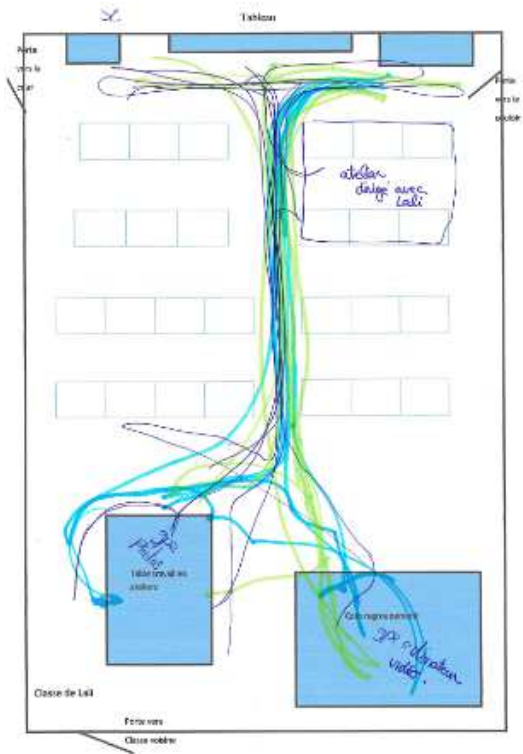 Tableau
Porte
vers la
cour
Porte
vers le
couloir
atelier
dirigé avec
Lali
Table travail en
ateliers
Coin regroupement
Classe de Lali
Porte vers
Classe voisine